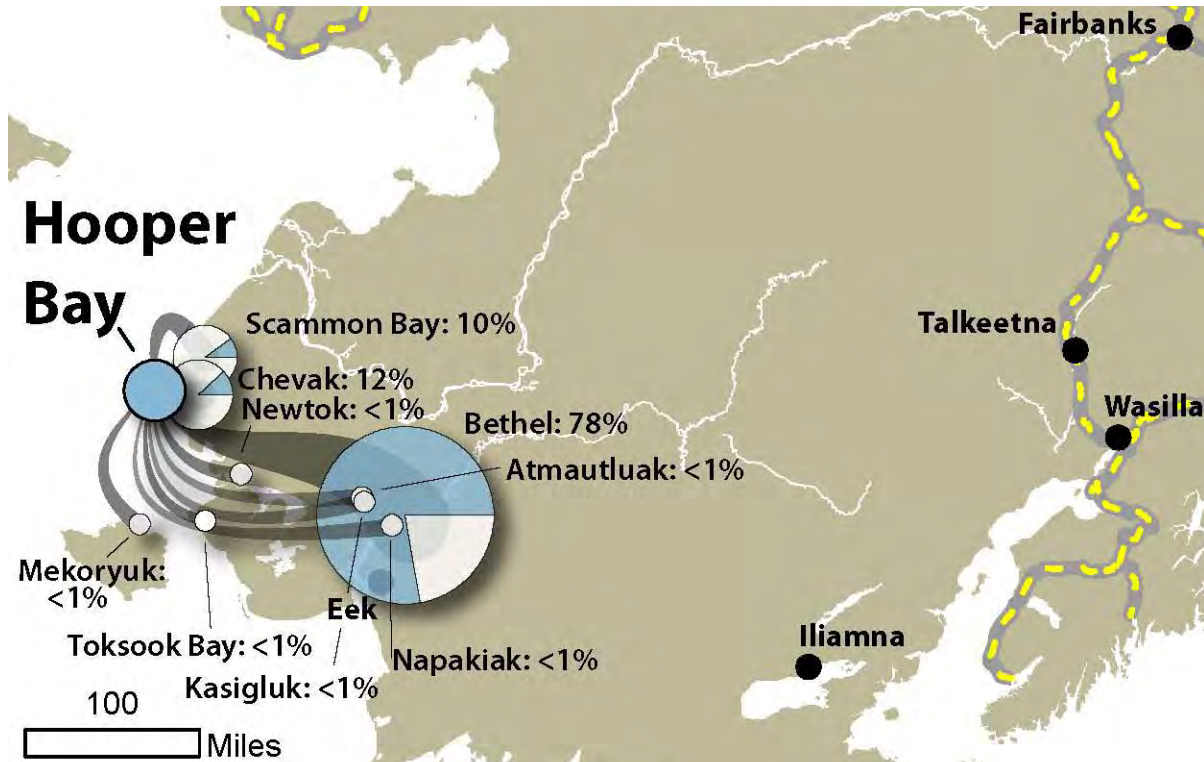 Fairbanks
Hooper
Bay
Scammon Bay: 10%
Talkeetna
Chevak: 12%
Newtok: <1%
Wasilla
Bethel: 78%
Atmautluak: <1%
Mekoryuk:
<1%
Eek
Toksook Bay: <1%
Iliamna
Napakiak: <1%
Kasigluk: <1%
100
Miles